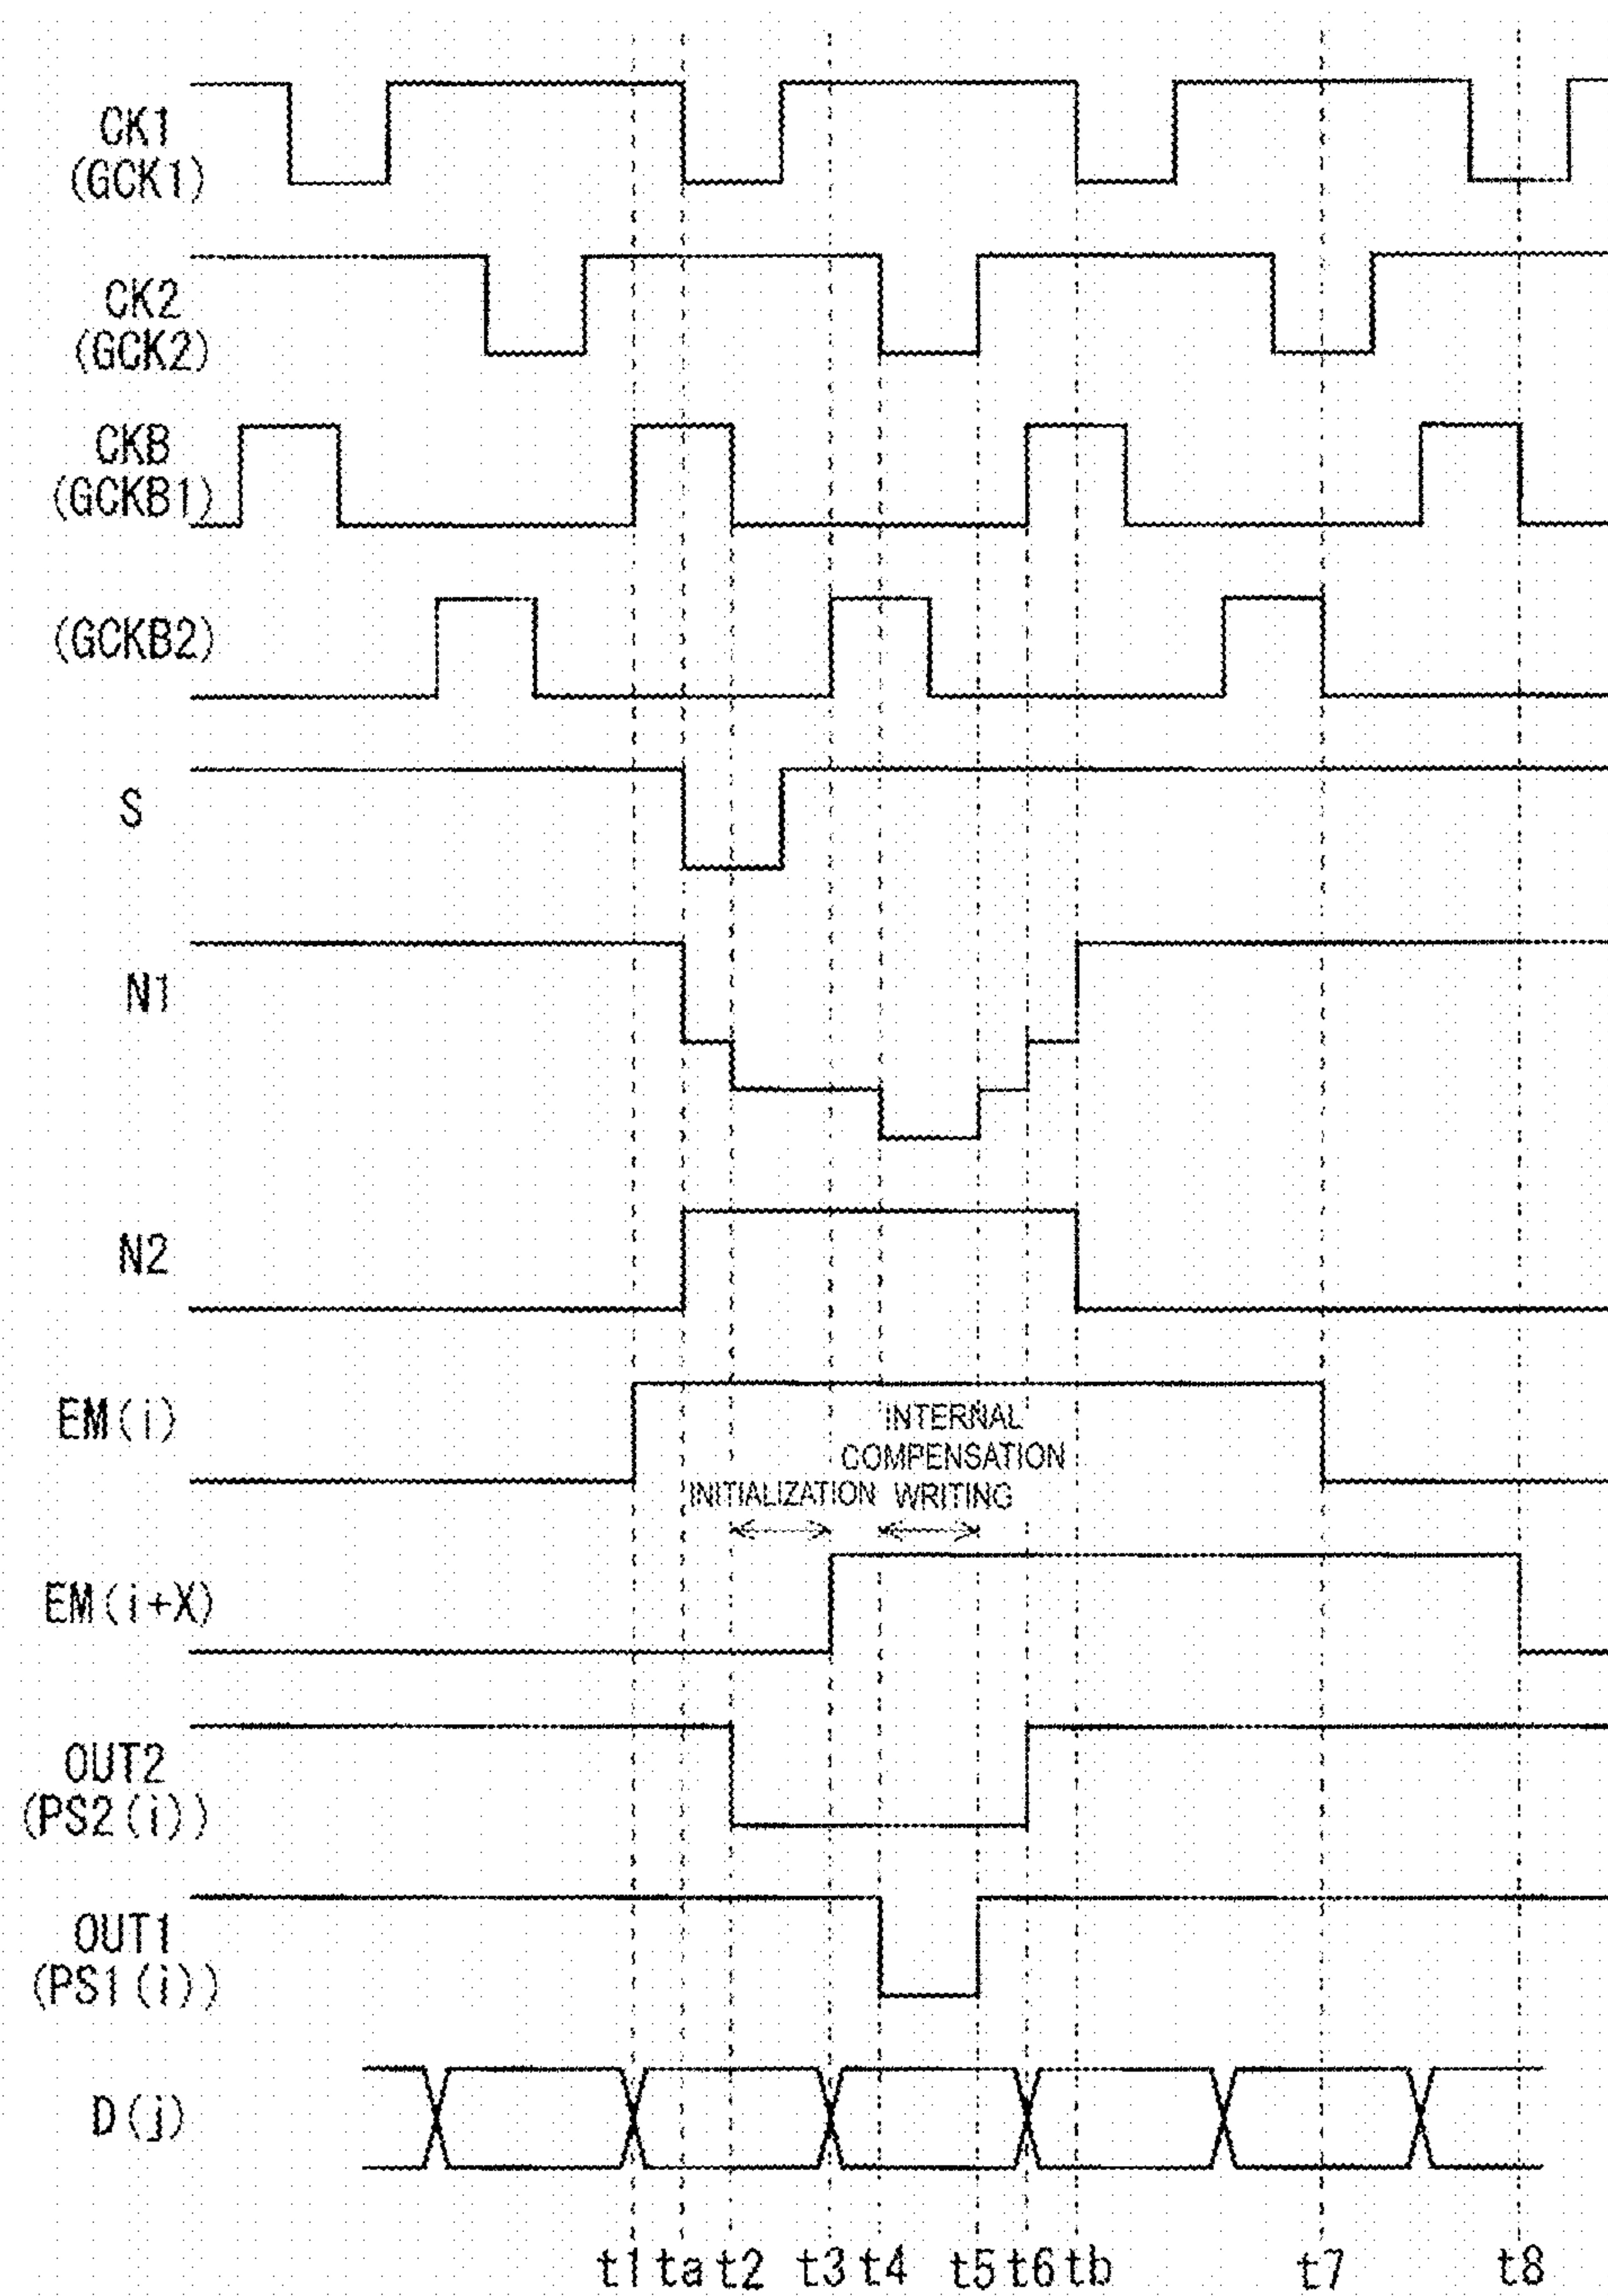 CK1
(GCK1)
CK2
(GCK2)
CKB
(GCKB1)
(GCKB2)
S
N1
N2
EM(i)
INTERNAL
COMPENSATION
INITIALIZATION WRITING
EM(i+X)
OUT2
(PS2(i))
OUT1
(PS1(i))
D(j)
t1 ta t2 t3 t4 t5 t6 tb t7 t8